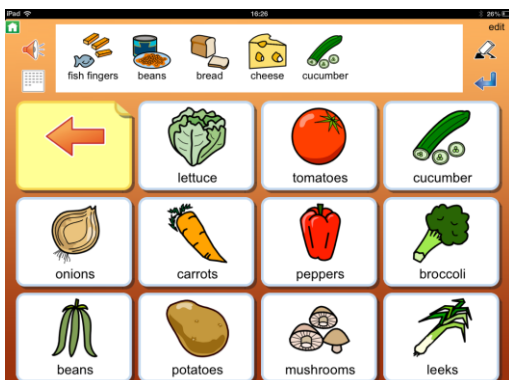 iPad 16:26 26%
edit
fish fingers beans bread cheese cucumber
lettuce tomatoes cucumber
onions carrots peppers broccoli
beans potatoes mushrooms leeks